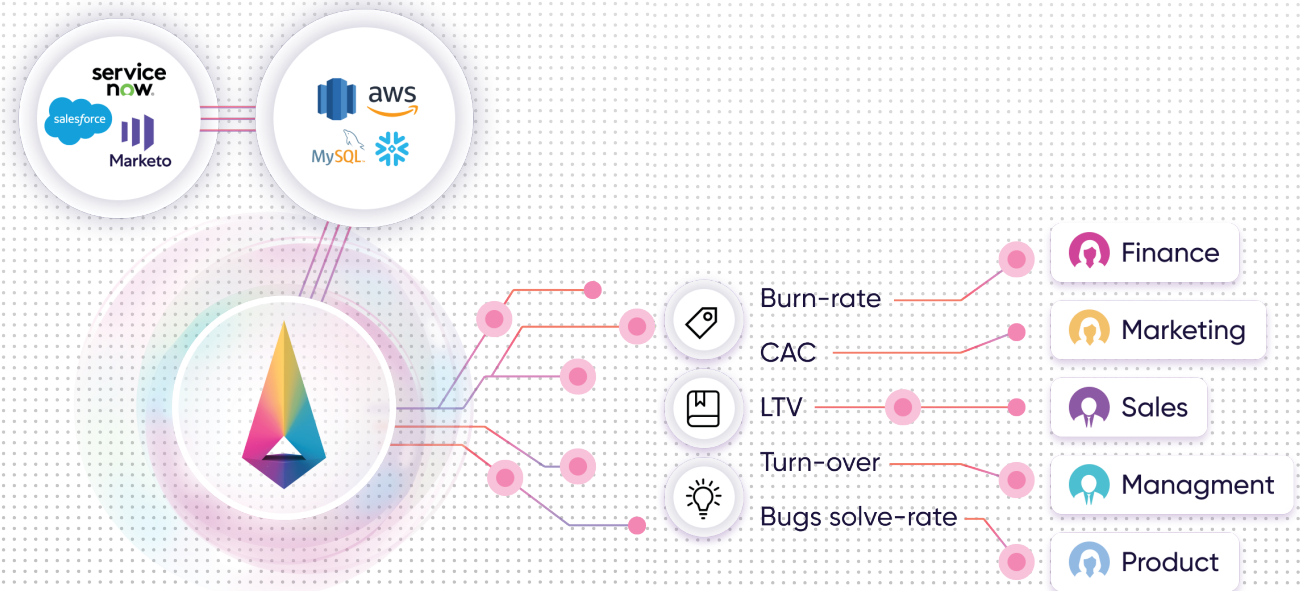 service
now
salesforce
Marketo
aws
MySQL
Burn-rate
CAC
LTV
Turn-over
Bugs solve-rate
Finance
Marketing
Sales
Managment
Product